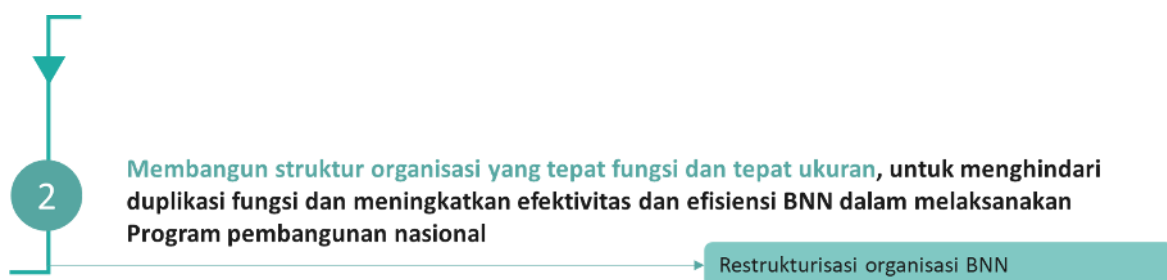 2
Membangun struktur organisasi yang tepat fungsi dan tepat ukuran, untuk menghindari
duplikasi fungsi dan meningkatkan efektivitas dan efisiensi BNN dalam melaksanakan
Program pembangunan nasional
Restrukturisasi organisasi BNN